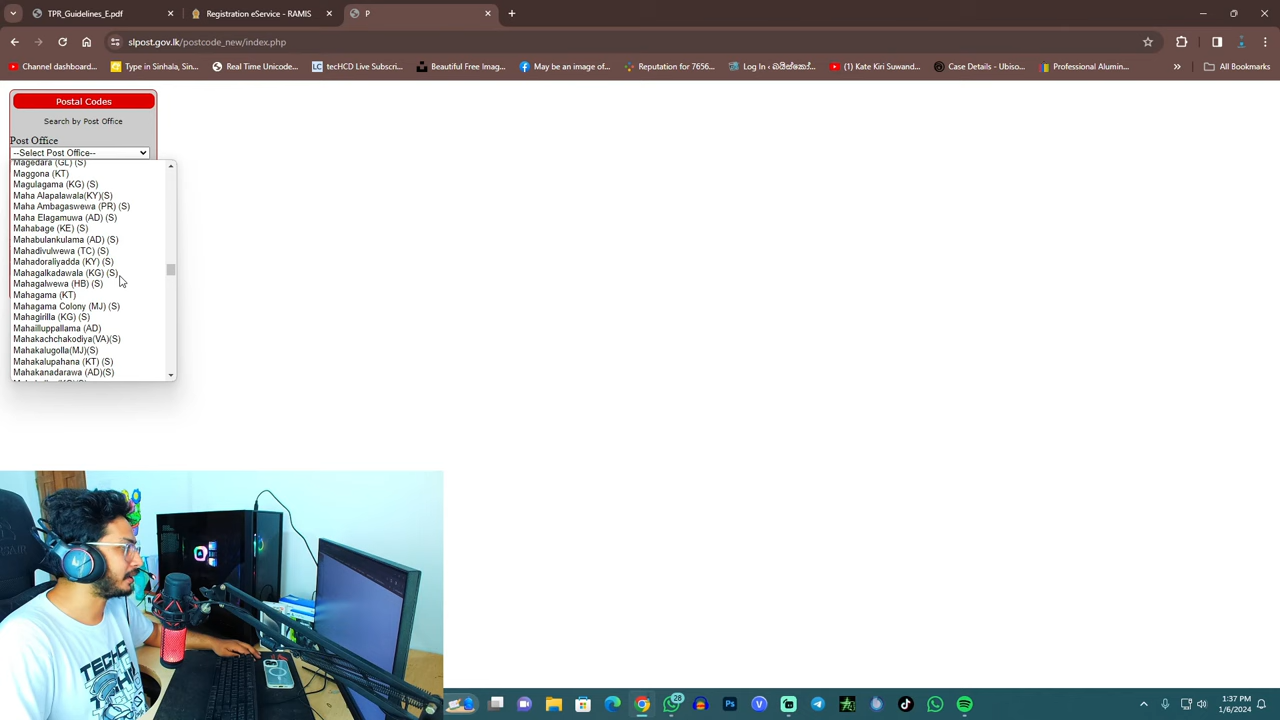 TPR_Guidelines_E.pdf
Registration eService - RAMIS
P
slpost.gov.lk/postcode_new/index.php
Channel dashboard...
Type in Sinhala, Sin...
Real Time Unicode...
techCD Live Subscri...
Beautiful Free Imag...
May be an image of...
Reputation for 765%...
(1) Kate Kiri Suwand...
Case Details - Ubiso...
Professional Alumin...
All Bookmarks
Postal Codes
Search by Post Office
Post Office
--Select Post Office--
Magedara (GL) (S)
Maggona (KT)
Magulagama (KG) (S)
Maha Alapalawala(KY)(S)
Maha Ambagaswewa (PR) (S)
Maha Elagamuwa (AD) (S)
Mahabage (KE) (S)
Mahabulankulama (AD) (S)
Mahadivulwewa (TC) (S)
Mahadoraliyadda (KY) (S)
Mahagalkadawala (KG) (S)
Mahagalwewa (HB) (S)
Mahagama (KT)
Mahagama Colony (MJ) (S)
Mahagirilla (KG) (S)
Mahailluppallama (AD)
Mahakachchakodiya(VA)(S)
Mahakalugolla(MJ)(S)
Mahakalupahana (KT) (S)
Mahakanadarawa (AD)(S)
1:37 PM
1/6/2024